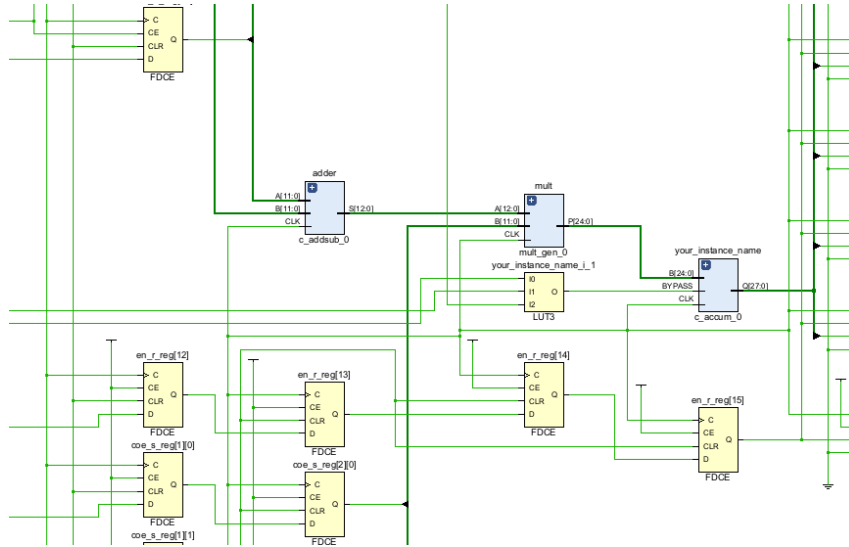 C
CE
CLR
D
Q
FDCE
adder
A[11:0]
B[11:0]
CLK
S[12:0]
c_addsub_0
mult
A[12:0]
B[11:0]
CLK
P[24:0]
mult_gen_0
your_instance_name_i_1
I0
I1
I2
O
LUT3
your_instance_name
B[24:0]
BYPASS
CLK
Q[27:0]
c_accum_0
en_r_reg[12]
C
CE
CLR
D
Q
FDCE
en_r_reg[13]
C
CE
CLR
D
Q
FDCE
en_r_reg[14]
C
CE
CLR
D
Q
FDCE
en_r_reg[15]
C
CE
CLR
D
Q
FDCE
coe_s_reg[1][0]
C
CE
CLR
D
Q
FDCE
coe_s_reg[2][0]
C
CE
CLR
D
Q
FDCE
coe_s_reg[1][1]